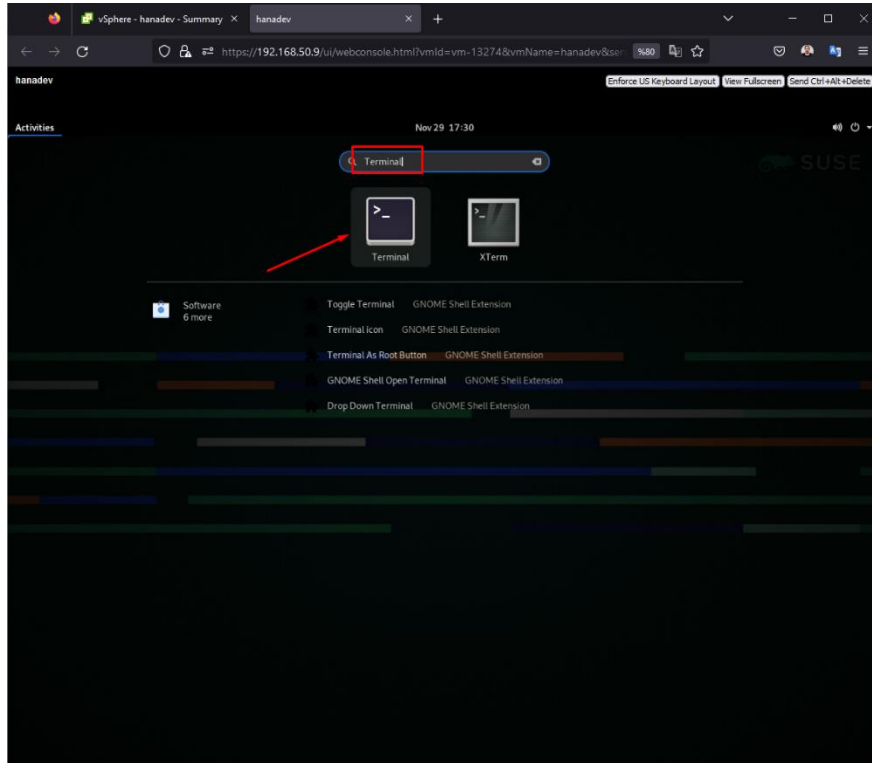 vSphere - hanadev - Summary
hanadev
https://192.168.50.9/ui/webconsole.html?vmId=vm-13274&vmName=hanadev&ser
%80
hanadev
Enforce US Keyboard Layout View Fullscreen Send Ctrl+Alt+Delete
Activities
Nov 29 17:30
Terminal
SUSE
>_ >_
Terminal XTerm
Software
6 more
Toggle Terminal GNOME Shell Extension
Terminal icon GNOME Shell Extension
Terminal As Root Button GNOME Shell Extension
GNOME Shell Open Terminal GNOME Shell Extension
Drop Down Terminal GNOME Shell Extension